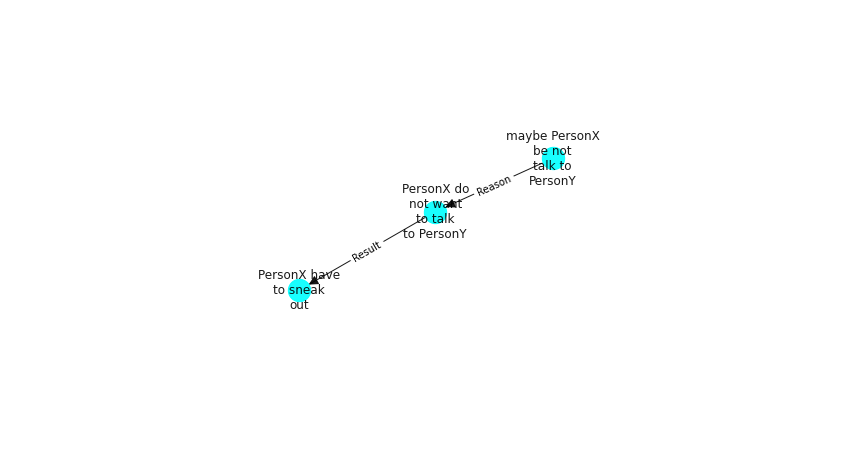 maybe PersonX
be not
talk to
PersonY
Reason
PersonX do
not want
to talk
to PersonY
Result
PersonX have
to sneak
out